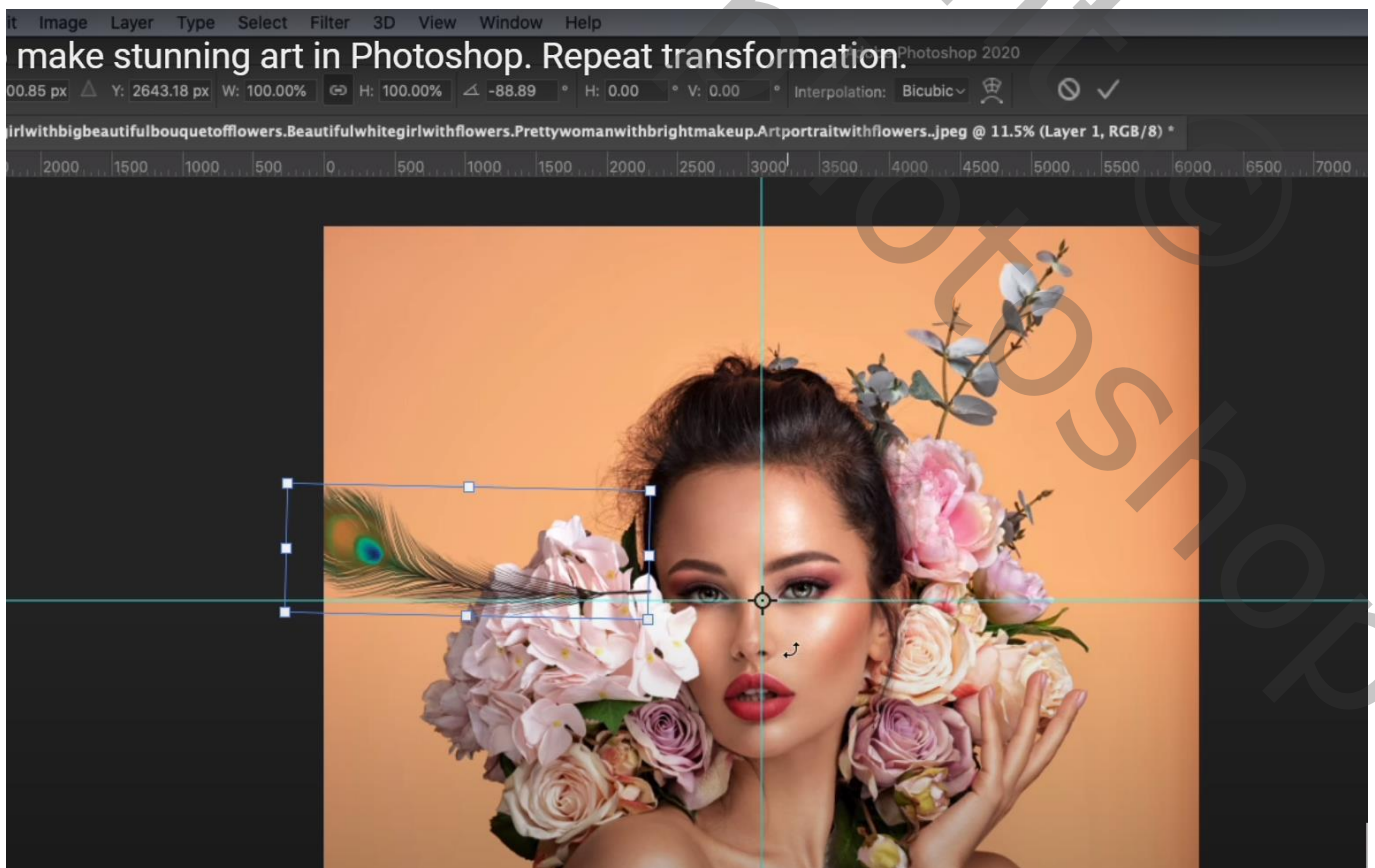 it Image Layer Type Select Filter 3D View Window Help
make stunning art in Photoshop. Repeat transformation.
Photoshop 2020
00.85 px Y: 2643.18 px W: 100.00% H: 100.00% -88.89 ° H: 0.00 ° V: 0.00 ° Interpolation: Bicubic
girlwithbigbeautifulbouquetofflowers.Beautifulwhitegirlwithflowers.Prettywomanwithbrightmakeup.Artportraitwithflowers..jpeg @ 11.5% (Layer 1, RGB/8) *
2000 1500 1000 500 0 500 1000 1500 2000 2500 3000 3500 4000 4500 5000 5500 6000 6500 7000
©
Photoshop